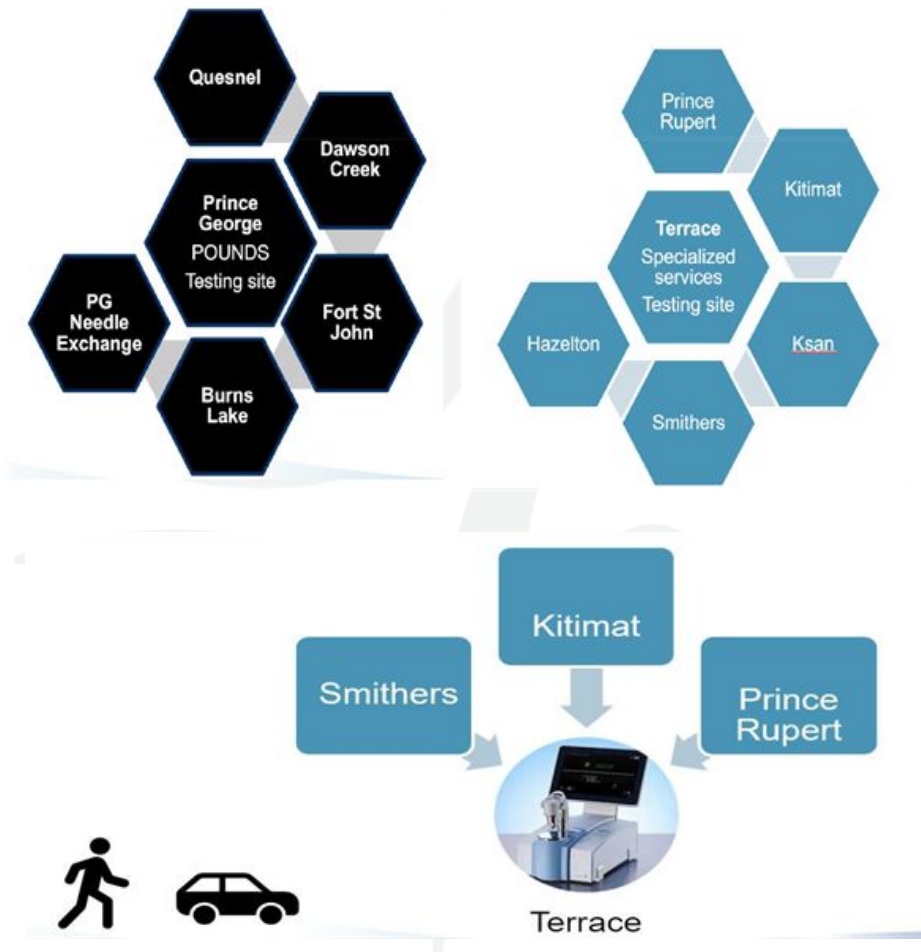 Quesnel
Dawson
Creek
Prince
George
POUNDS
Testing site
PG
Needle
Exchange
Fort St
John
Burns
Lake
Prince
Rupert
Kitimat
Terrace
Specialized
services
Testing site
Hazelton
Ksan
Smithers
Kitimat
Smithers
Prince
Rupert
Terrace